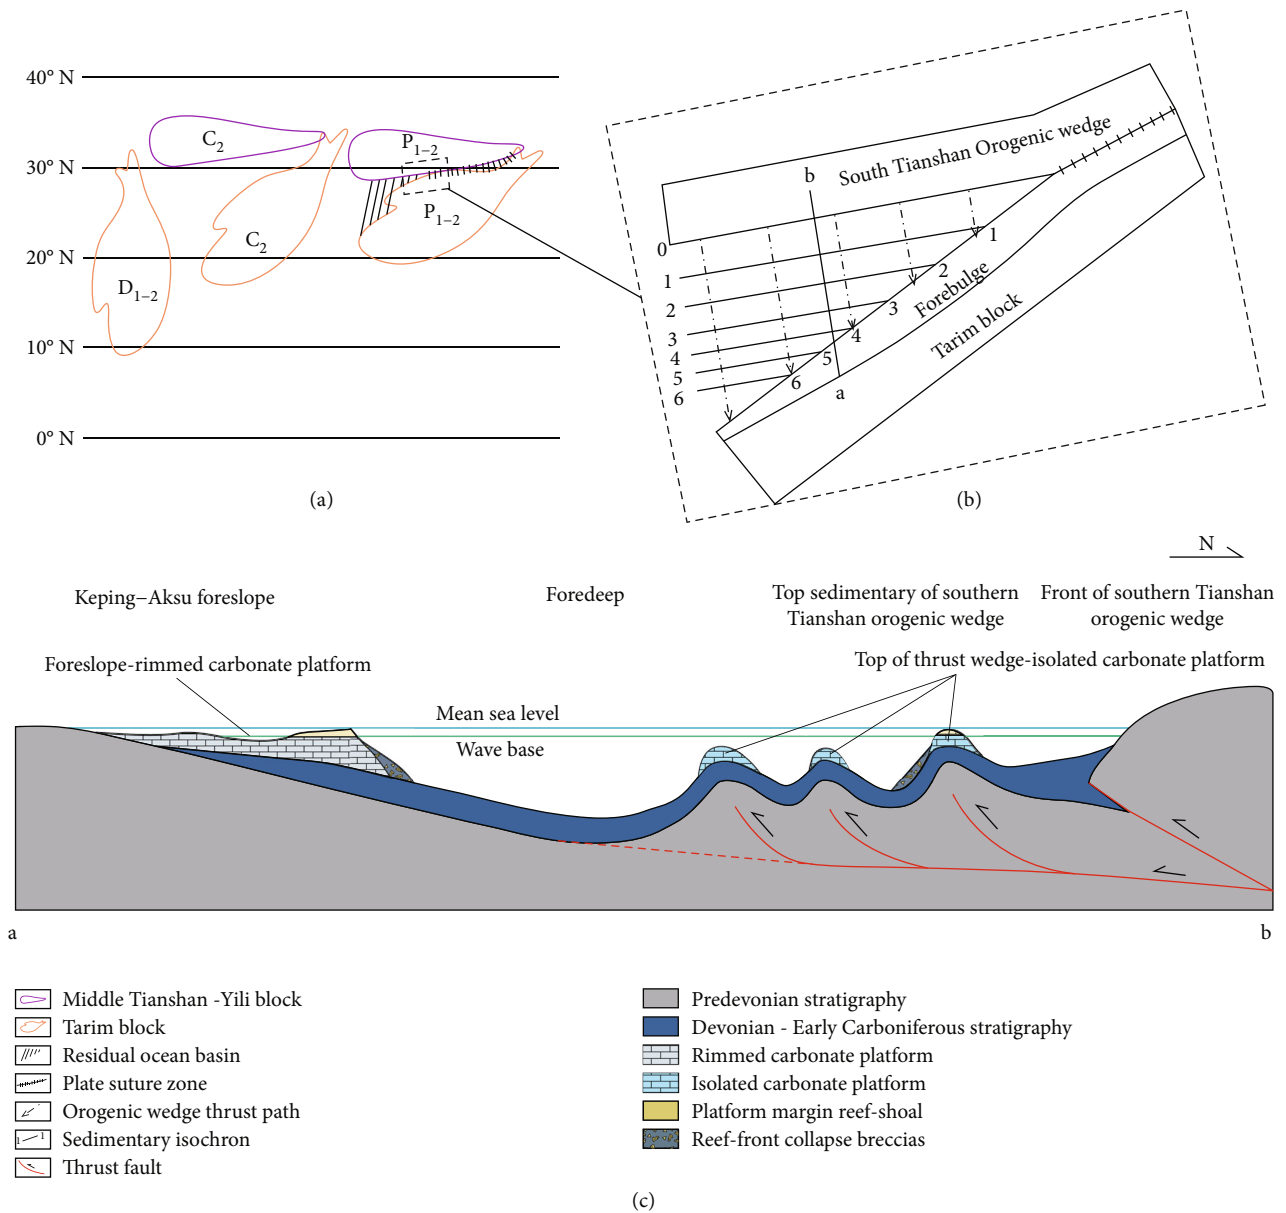 40° N
30° N
20° N
10° N
0° N
C2
P1–2
C2
P1–2
D1–2
(a)
South Tianshan Orogenic wedge
b
0
1
1
2
2
3
3
4
4
5
5
6
6
Forebulge
Tarim block
a
(b)
N
Keping–Aksu foreslope
Foredeep
Top sedimentary of southern
Tianshan orogenic wedge
Front of southern Tianshan
orogenic wedge
Foreslope-rimmed carbonate platform
Top of thrust wedge-isolated carbonate platform
Mean sea level
Wave base
a
b
Middle Tianshan -Yili block
Tarim block
Residual ocean basin
Plate suture zone
Orogenic wedge thrust path
1 1
Sedimentary isochron
Thrust fault
Predevonian stratigraphy
Devonian - Early Carboniferous stratigraphy
Rimmed carbonate platform
Isolated carbonate platform
Platform margin reef-shoal
Reef-front collapse breccias
(c)